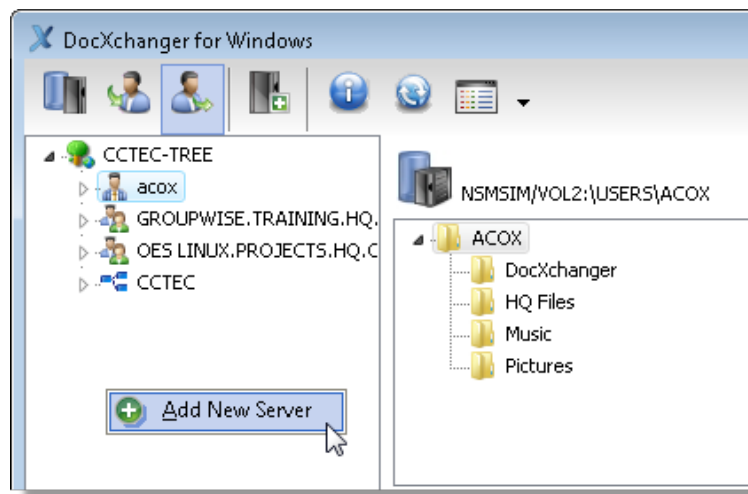 DocXchanger for Windows
CCTEC-TREE
acox
GROUPWISE.TRAINING.HQ.
OES LINUX.PROJECTS.HQ.C
CCTEC
Add New Server
NSMSIM/VOL2:\USERS\ACOX
ACOX
DocXchanger
HQ Files
Music
Pictures